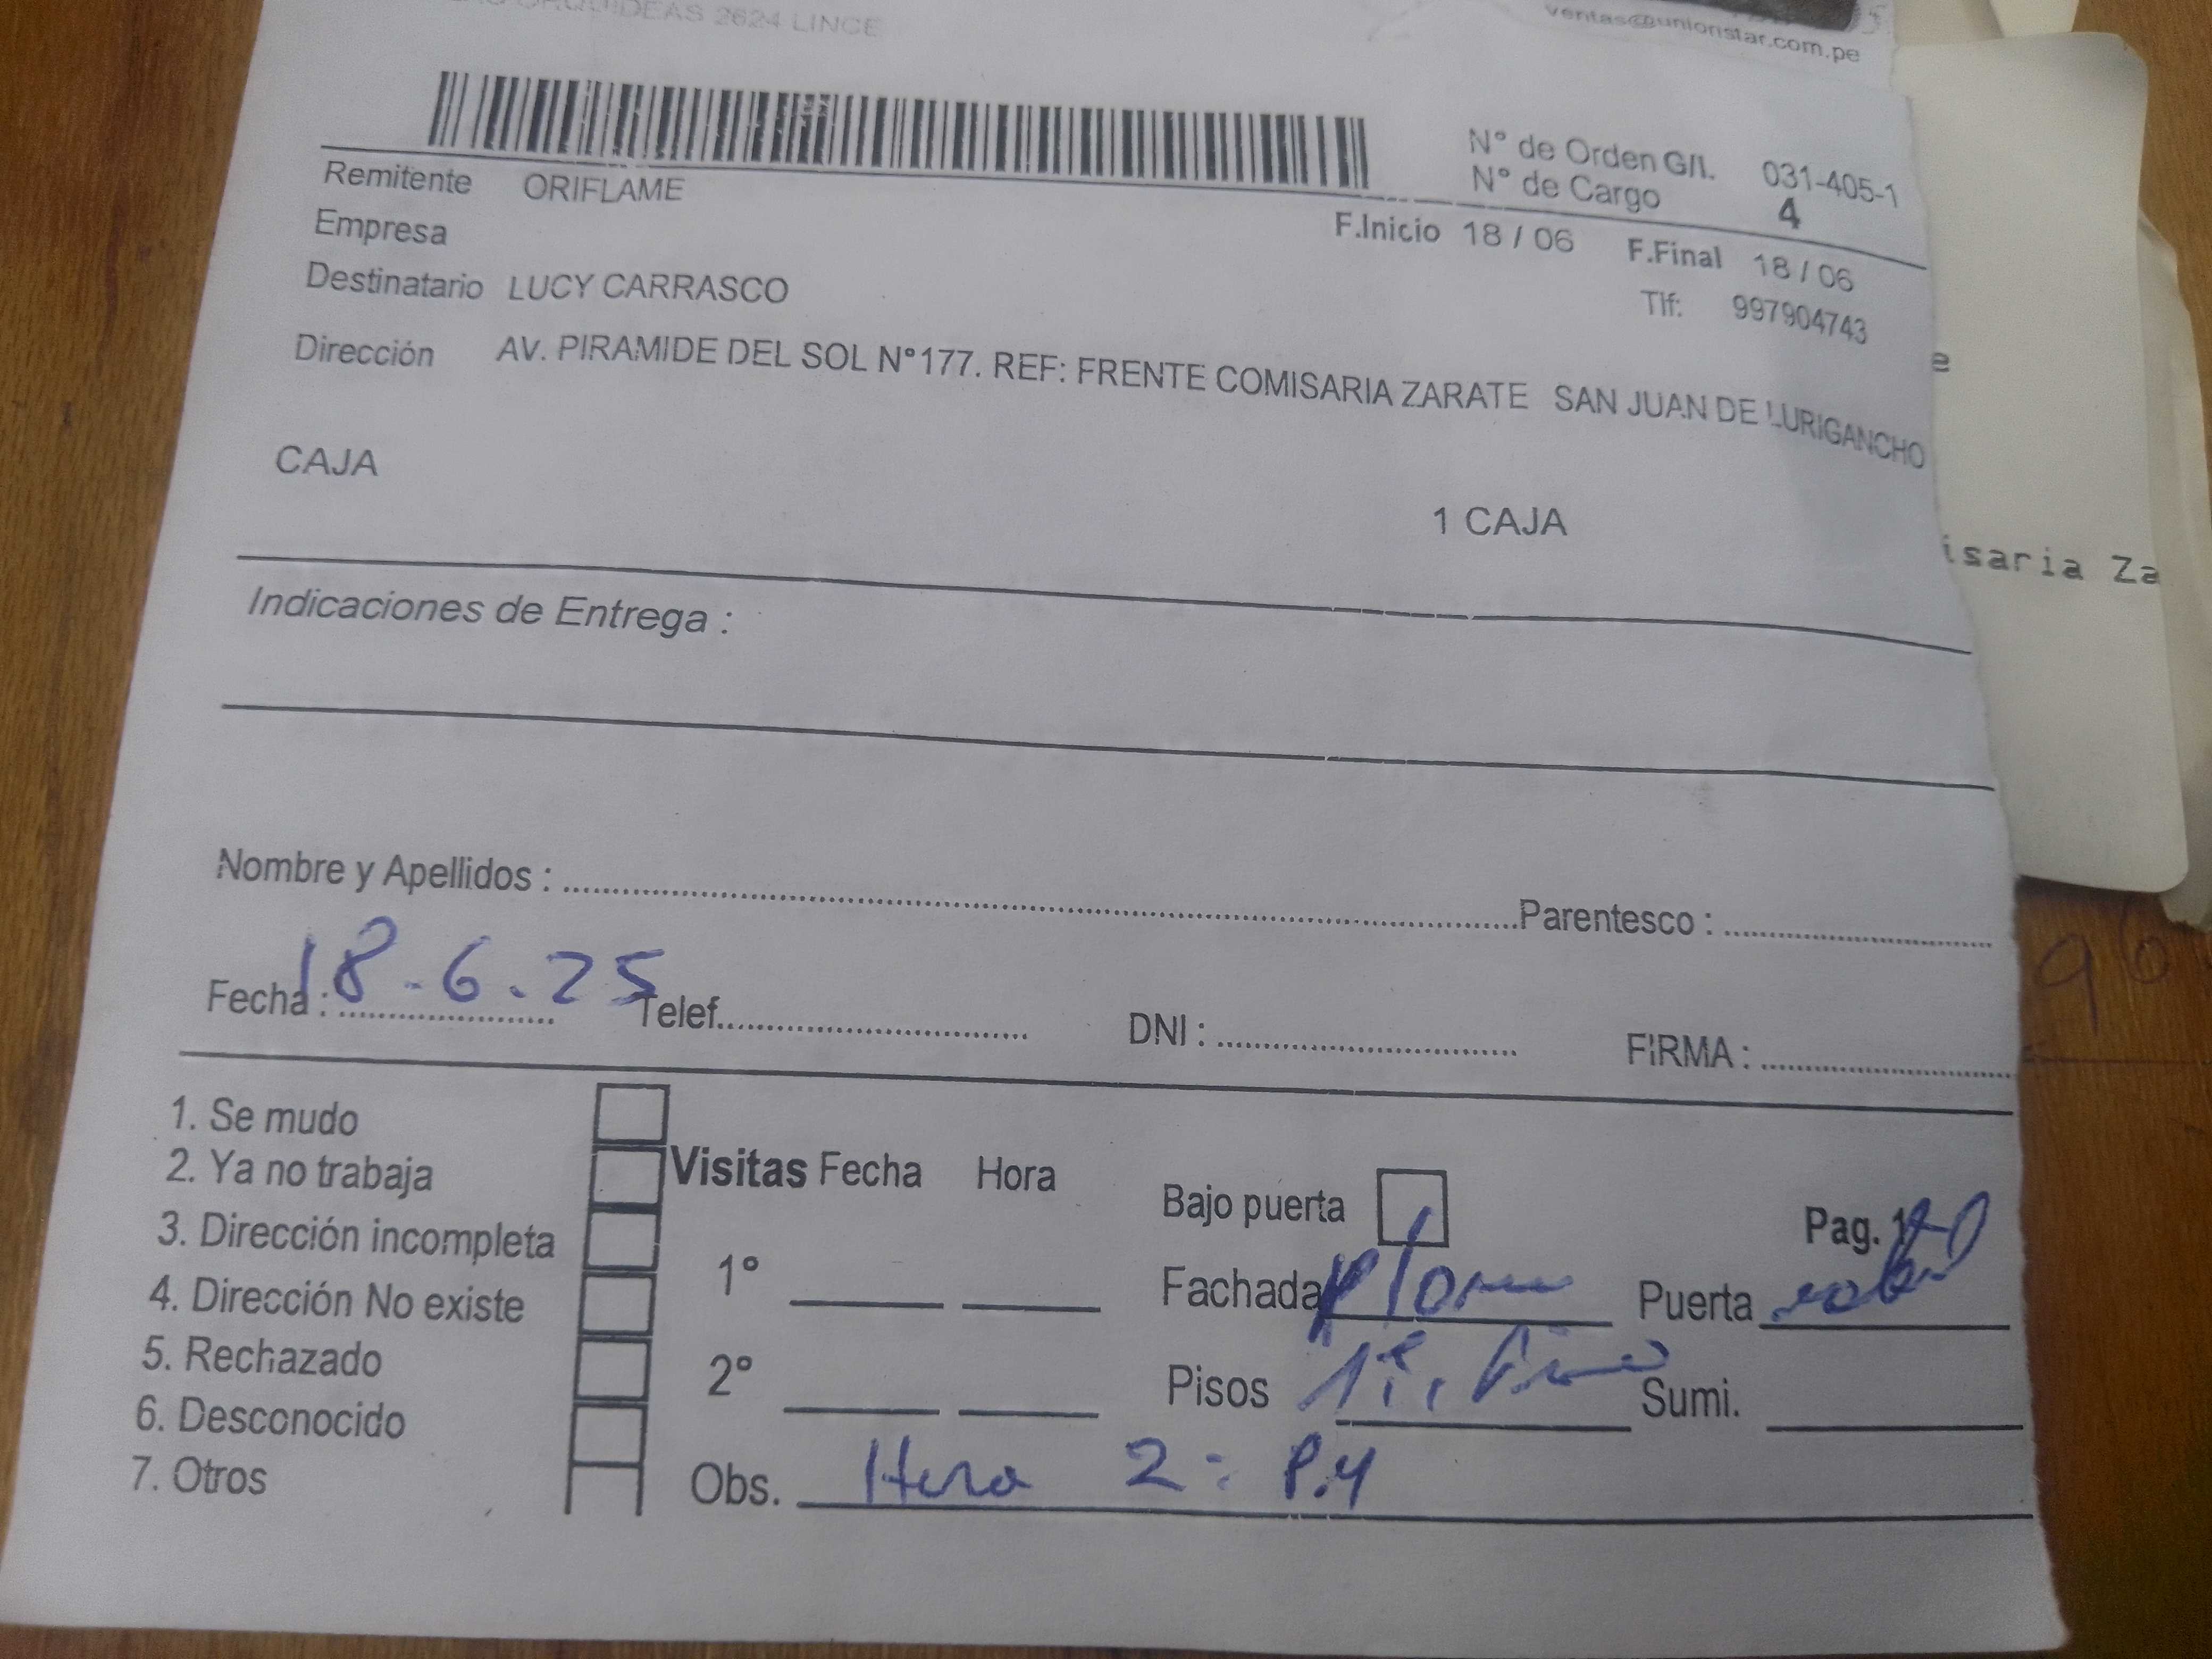 ORQUIDEAS 2624 LINCE
ventas@unionstar.com.pe
N° de Orden G/I. 031-405-1
N° de Cargo 4
Remitente ORIFLAME
Empresa
F.Inicio 18 / 06 F.Final 18 / 06
Destinatario LUCY CARRASCO
Tlf: 997904743
Dirección AV. PIRAMIDE DEL SOL N°177. REF: FRENTE COMISARIA ZARATE SAN JUAN DE LURIGANCHO
CAJA
1 CAJA
isaria Za
Indicaciones de Entrega :
Nombre y Apellidos : Parentesco :
Fecha : 18.6.25 Telef. DNI : FIRMA :
1. Se mudo
2. Ya no trabaja
3. Dirección incompleta
4. Dirección No existe
5. Rechazado
6. Desconocido
7. Otros
Visitas Fecha Hora
1°
2°
Bajo puerta
Pag. 1
Fachada Plomo Puerta
Pisos Sumi.
Obs. Hora 2: